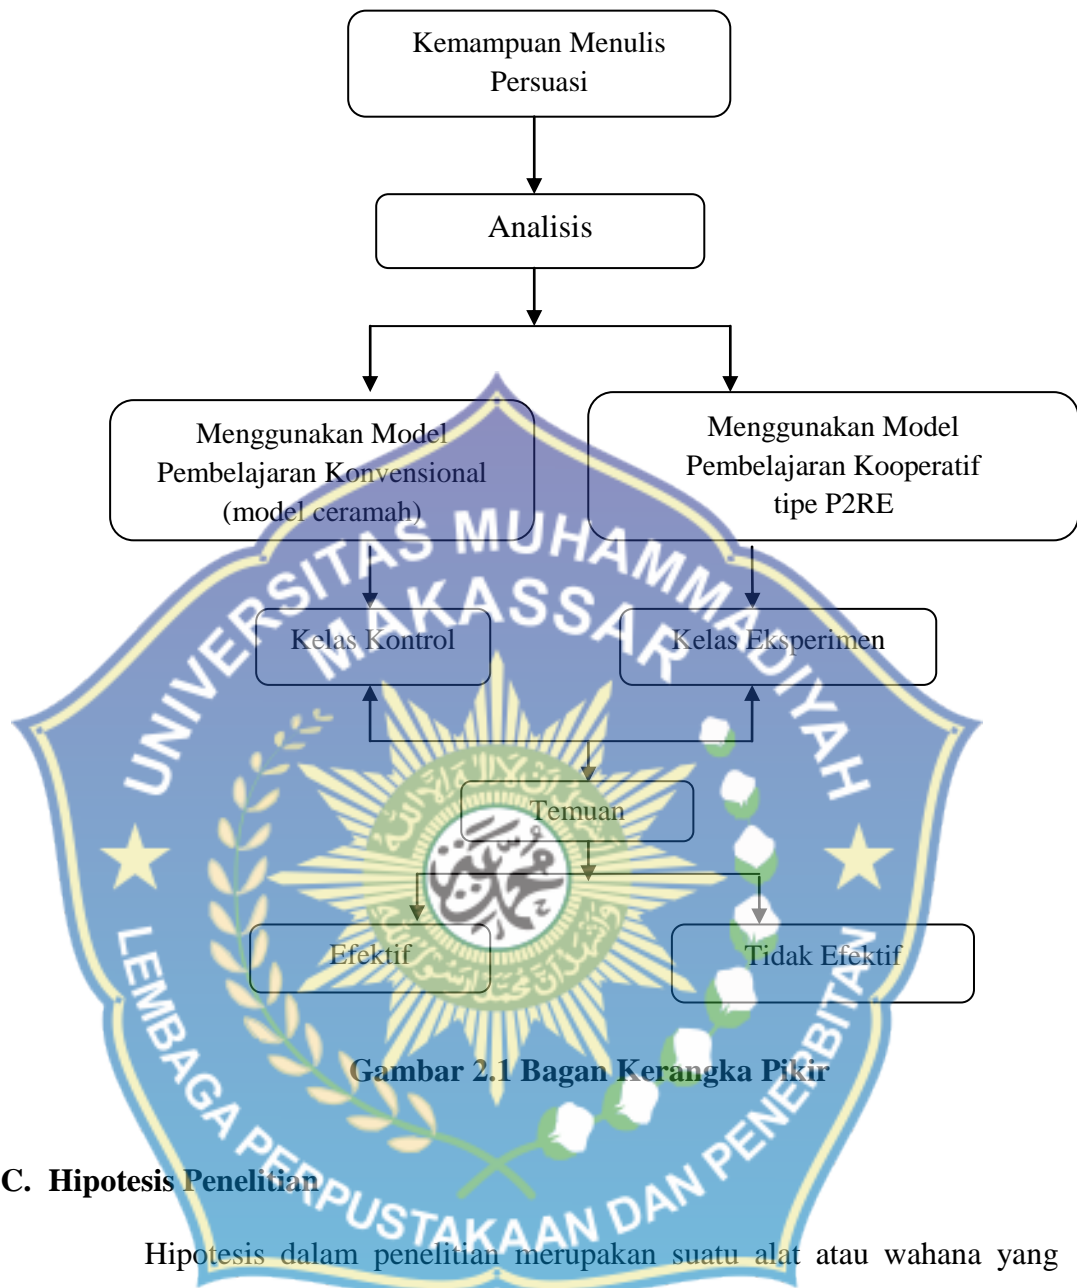 Kemampuan Menulis
Persuasi
Analisis
Menggunakan Model
Pembelajaran Konvensional
(model ceramah)
Menggunakan Model
Pembelajaran Kooperatif
tipe P2RE
UNIVERSITAS MUHAMMADIYAH
MAKASSAR
Kelas Kontrol
Kelas Eksperimen
Temuan
Efektif
Tidak Efektif
Gambar 2.1 Bagan Kerangka Pikir
LEMBAGA PERPUSTAKAAN DAN PENERBITAN
C. Hipotesis Penelitian
Hipotesis dalam penelitian merupakan suatu alat atau wahana yang